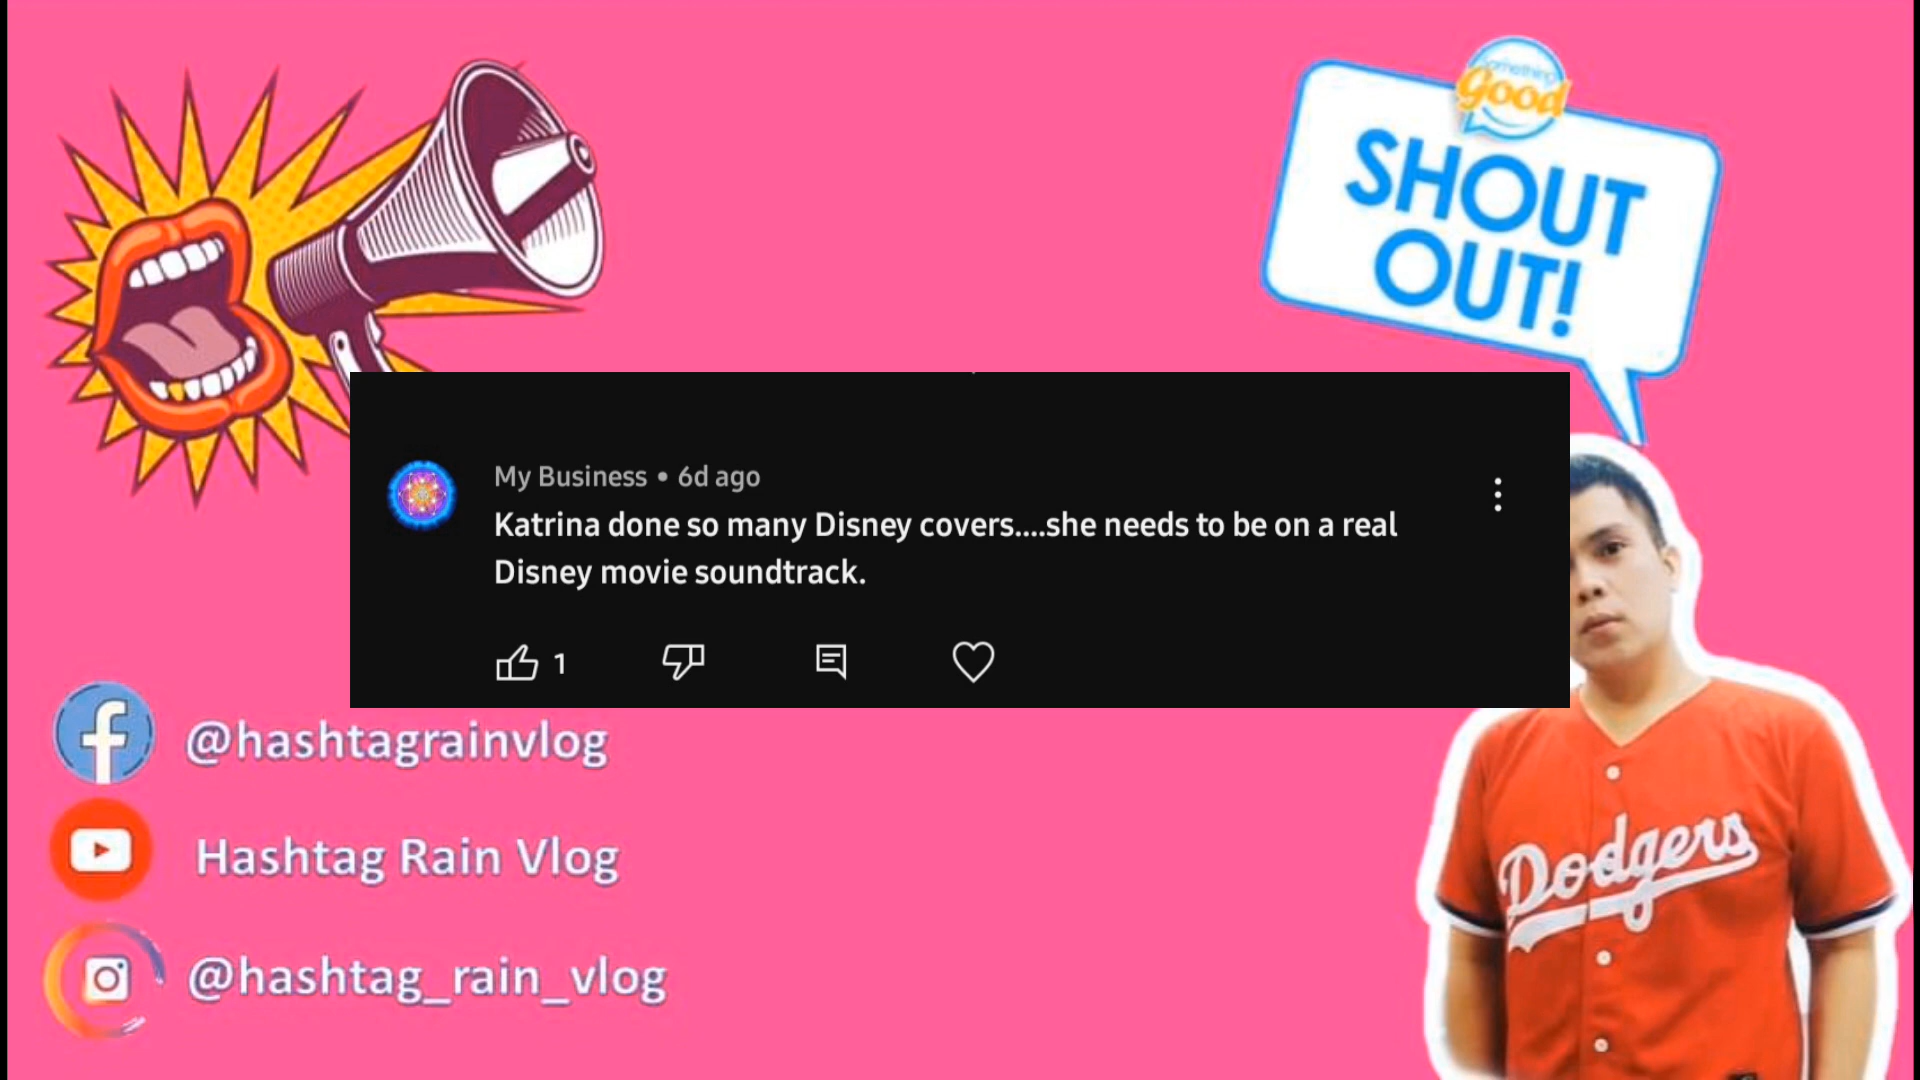 something
Good
SHOUT
OUT!
My Business • 6d ago
Katrina done so many Disney covers....she needs to be on a real
Disney movie soundtrack.
1
@hashtagrainvlog
Hashtag Rain Vlog
@hashtag_rain_vlog
Dodgers